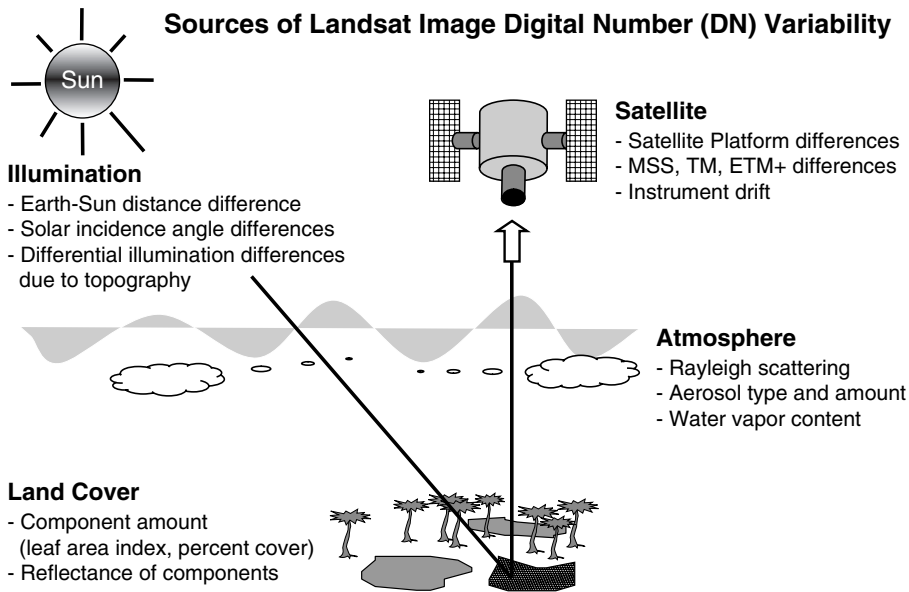 Sources of Landsat Image Digital Number (DN) Variability
Sun
Illumination
- Earth-Sun distance difference
- Solar incidence angle differences
- Differential illumination differences
due to topography
Satellite
- Satellite Platform differences
- MSS, TM, ETM+ differences
- Instrument drift
Atmosphere
- Rayleigh scattering
- Aerosol type and amount
- Water vapor content
Land Cover
- Component amount
(leaf area index, percent cover)
- Reflectance of components